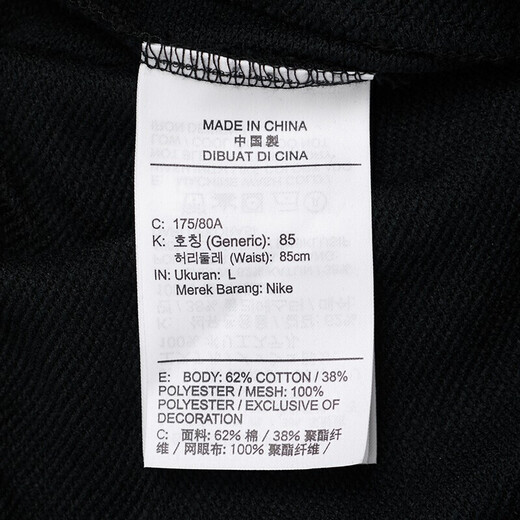 MADE IN CHINA
中国製
DIBUAT DI CINA
C: 175/80A
K: 호칭 (Generic): 85
허리둘레 (Waist): 85cm
IN: Ukuran: L
Merek Barang: Nike
E: BODY: 62% COTTON / 38%
POLYESTER / MESH: 100%
POLYESTER / EXCLUSIVE OF
DECORATION
C: 面料: 62% 棉 / 38% 聚酯纤
维 / 网眼布: 100% 聚酯纤维 /